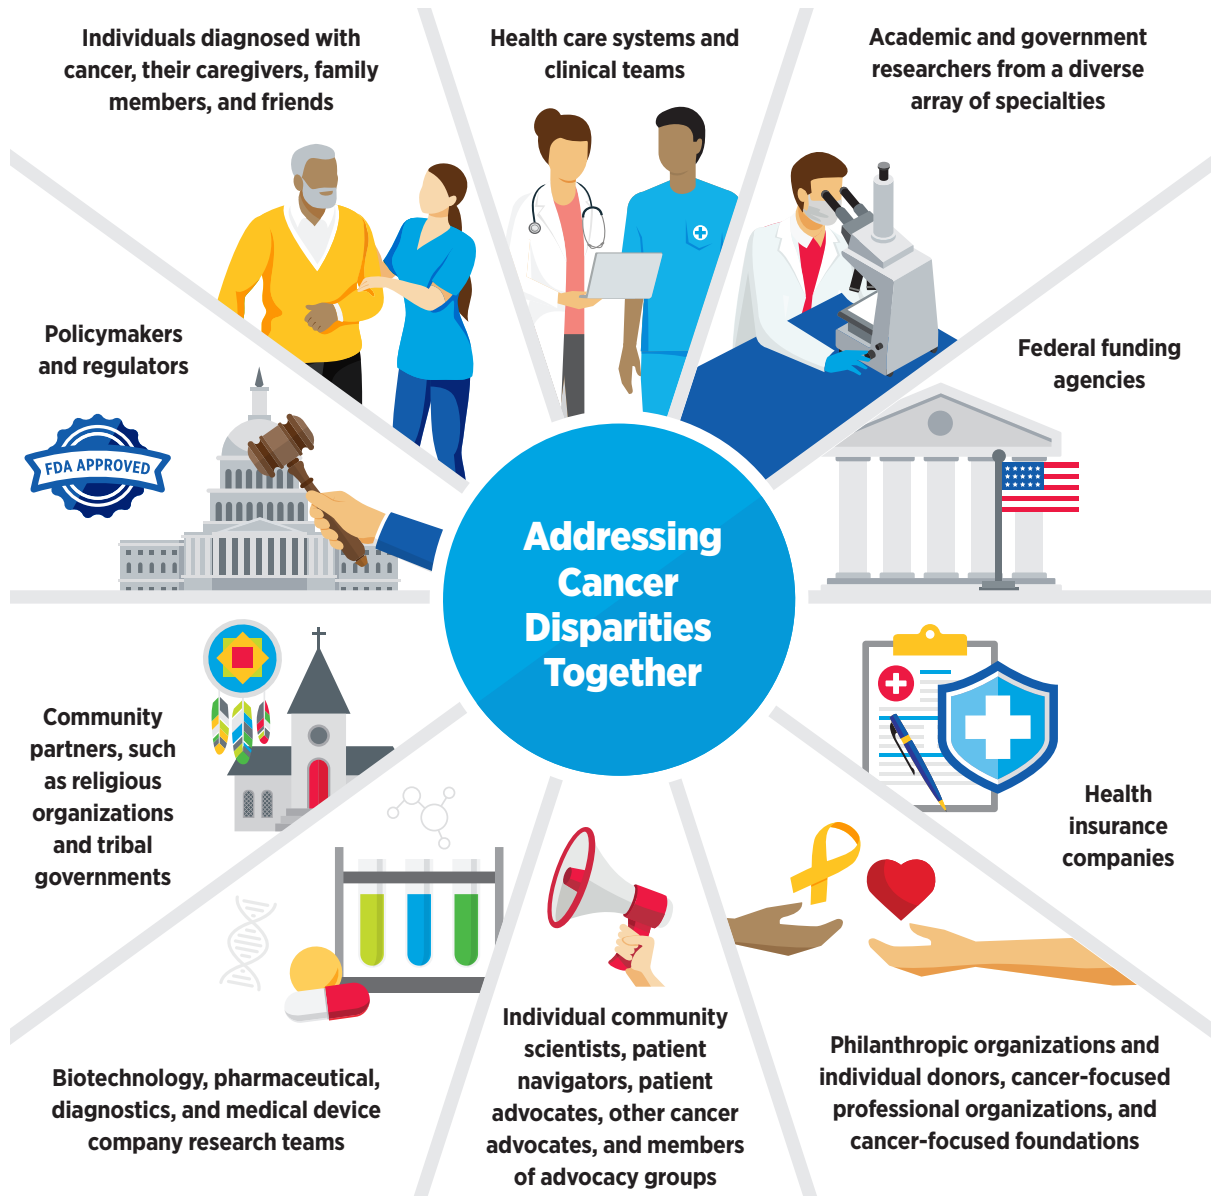 Individuals diagnosed with
cancer, their caregivers, family
members, and friends
Health care systems and
clinical teams
Academic and government
researchers from a diverse
array of specialties
Policymakers
and regulators
FDA APPROVED
Federal funding
agencies
Addressing
Cancer
Disparities
Together
Community
partners, such
as religious
organizations
and tribal
governments
Health
insurance
companies
Biotechnology, pharmaceutical,
diagnostics, and medical device
company research teams
Individual community
scientists, patient
navigators, patient
advocates, other cancer
advocates, and members
of advocacy groups
Philanthropic organizations and
individual donors, cancer-focused
professional organizations, and
cancer-focused foundations